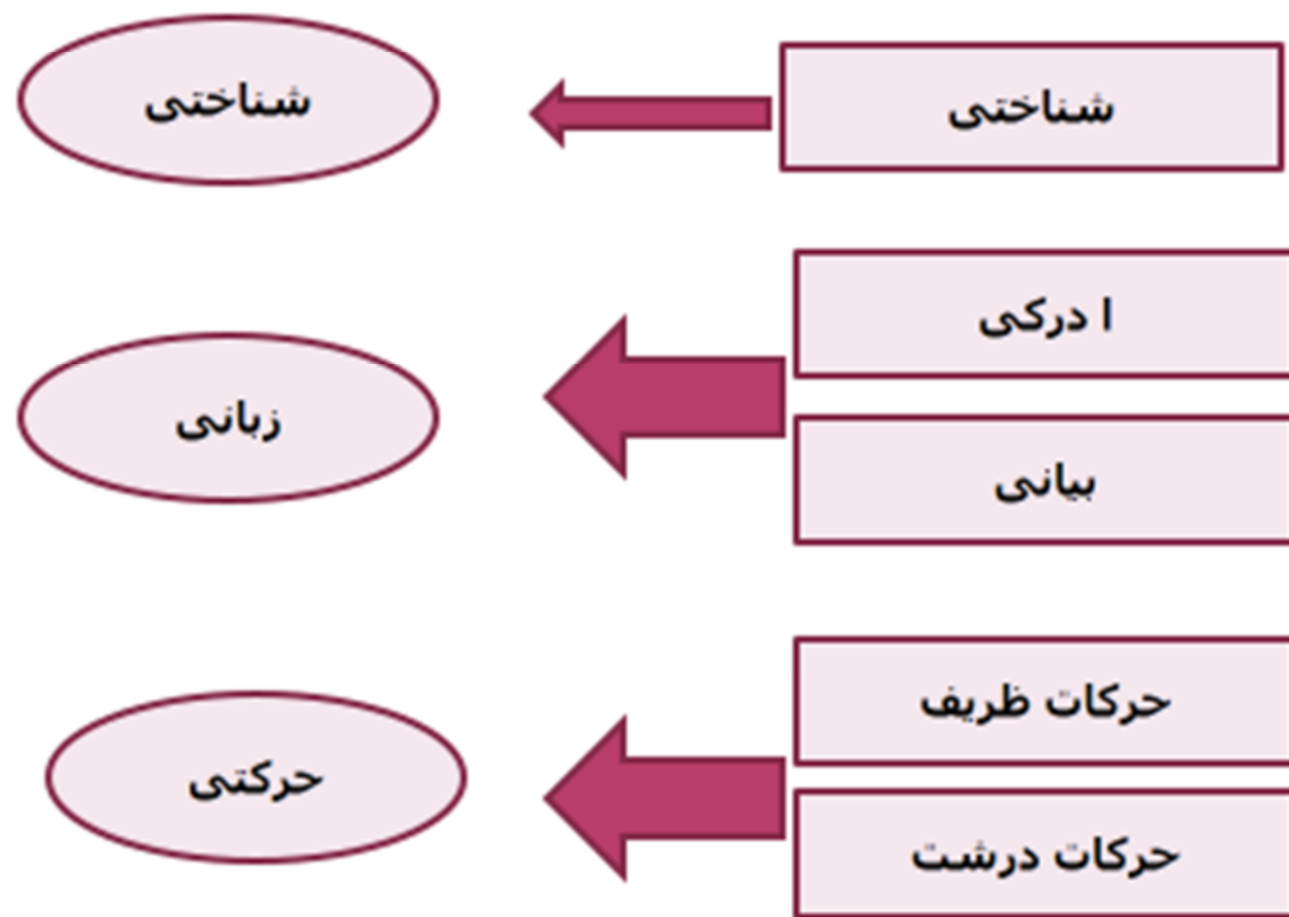 شناختی
شناختی
ا درکی
بیانی
زبانی
حرکات ظریف
حرکات درشت
حرکتی